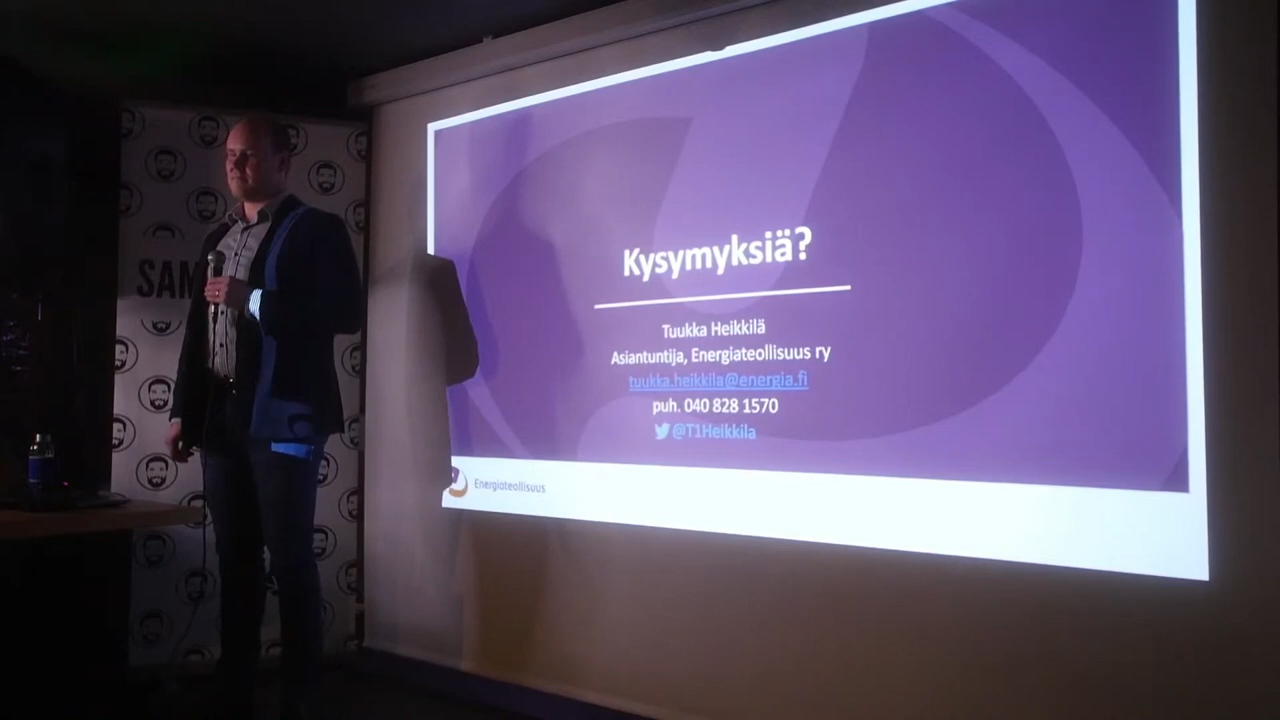 SAM
Kysymyksiä?
Tuukka Heikkilä
Asiantuntija, Energiateollisuus ry
tuukka.heikkila@energia.fi
puh. 040 828 1570
@T1Heikkila
Energiateollisuus